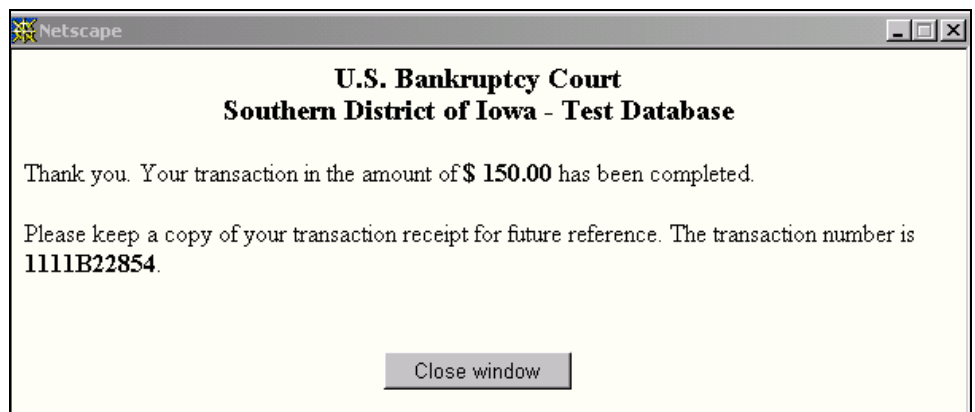 Netscape
U.S. Bankruptcy Court
Southern District of Iowa - Test Database
Thank you. Your transaction in the amount of $ 150.00 has been completed.
Please keep a copy of your transaction receipt for future reference. The transaction number is
1111B22854.
Close window